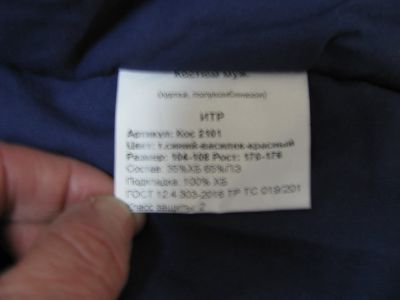 Костюм муж
(куртка, полукомбинезон)
ИТР
Артикул: Кос 2101
Цвет: т.синий-василек-красный
Размер: 104-108 Рост: 170-176
Состав: 35%ХБ 65%ПЭ
Подкладка: 100% ХБ
ГОСТ 12.4.303-2016 ТР ТС 019/201
Класс защиты: 2